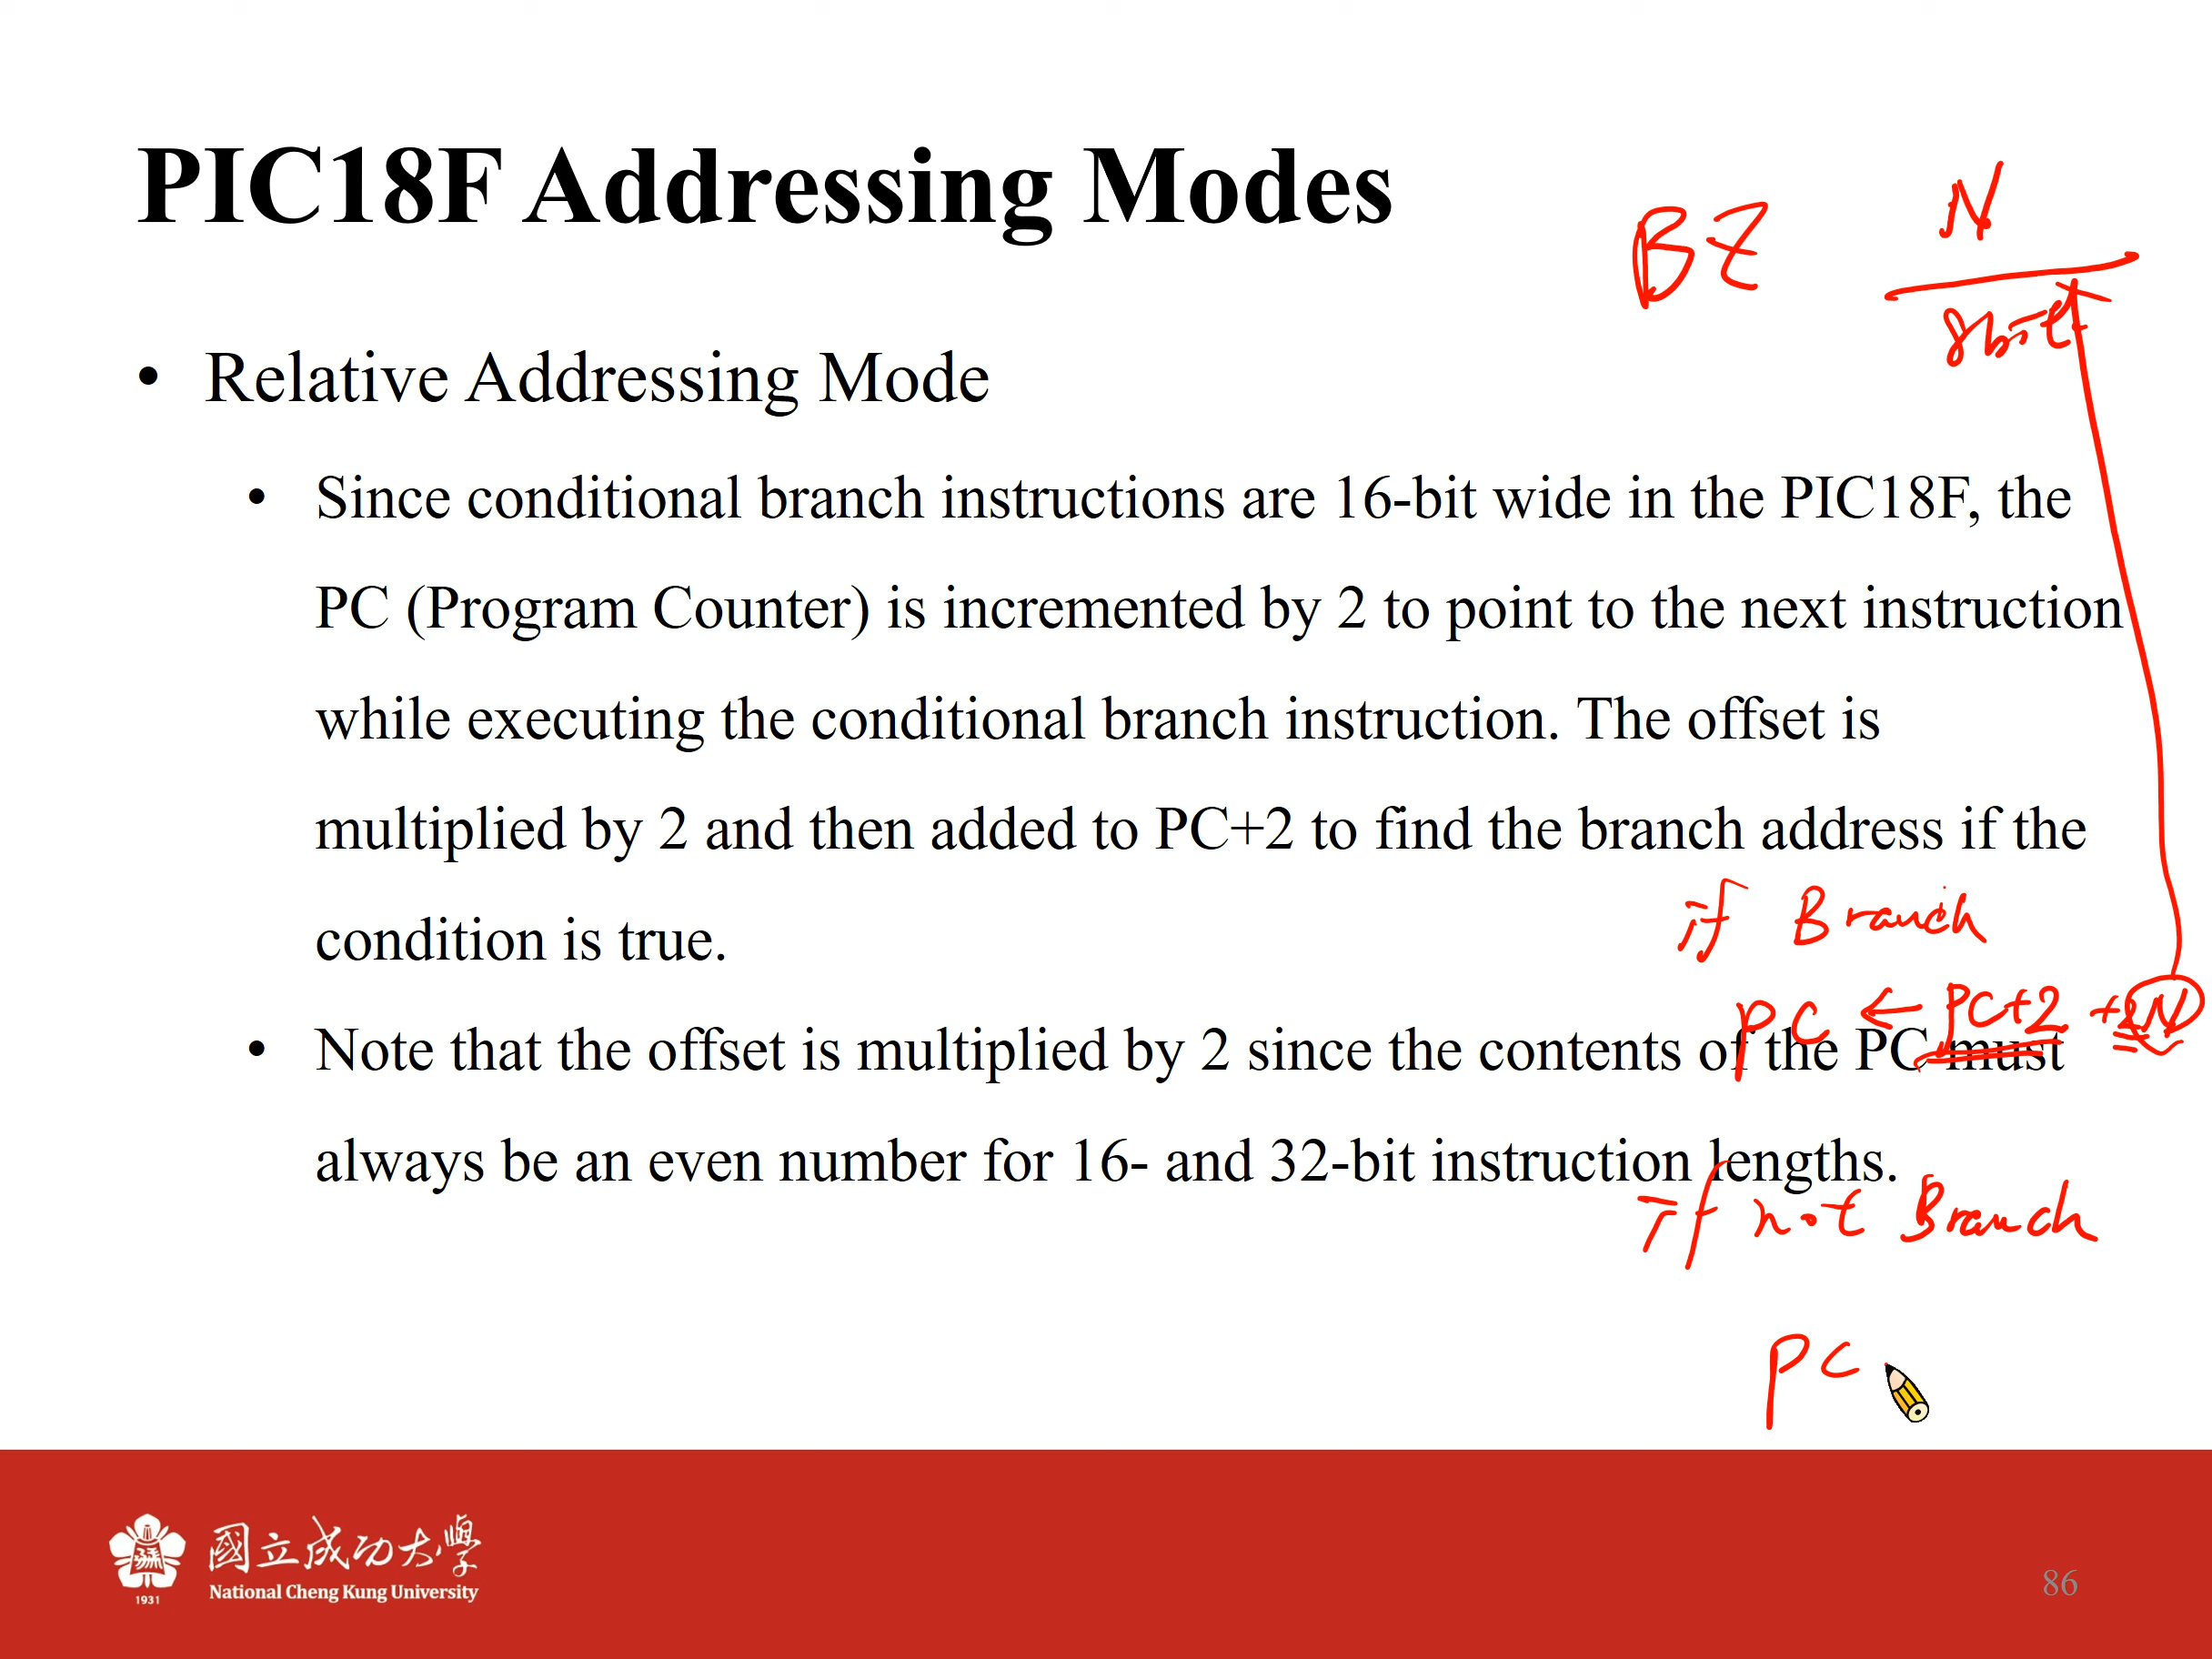 PIC18F Addressing Modes
BZ N
8bit
• Relative Addressing Mode
• Since conditional branch instructions are 16-bit wide in the PIC18F, the
PC (Program Counter) is incremented by 2 to point to the next instruction
while executing the conditional branch instruction. The offset is
multiplied by 2 and then added to PC+2 to find the branch address if the
condition is true.
if Branch
PC ← PC+2 +2N
• Note that the offset is multiplied by 2 since the contents of the PC must
always be an even number for 16- and 32-bit instruction lengths.
if not Branch
PC
國立成功大學
National Cheng Kung University
1931
86